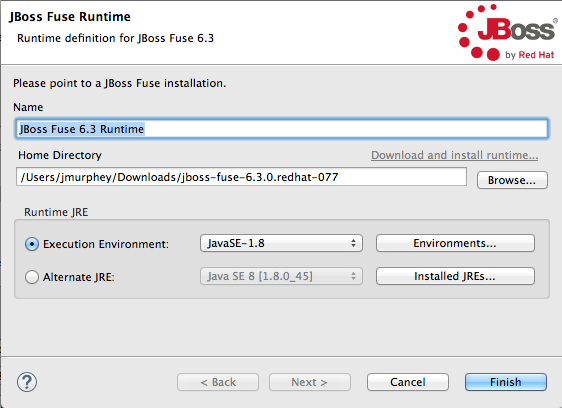 JBoss Fuse Runtime
Runtime definition for JBoss Fuse 6.3
JBoss
by Red Hat
Please point to a JBoss Fuse installation.
Name
JBoss Fuse 6.3 Runtime
Home Directory
Download and install runtime...
/Users/jmurphey/Downloads/jboss-fuse-6.3.0.redhat-077
Browse...
Runtime JRE
Execution Environment:
JavaSE-1.8
Environments...
Alternate JRE:
Java SE 8 [1.8.0_45]
Installed JREs...
?
< Back
Next >
Cancel
Finish